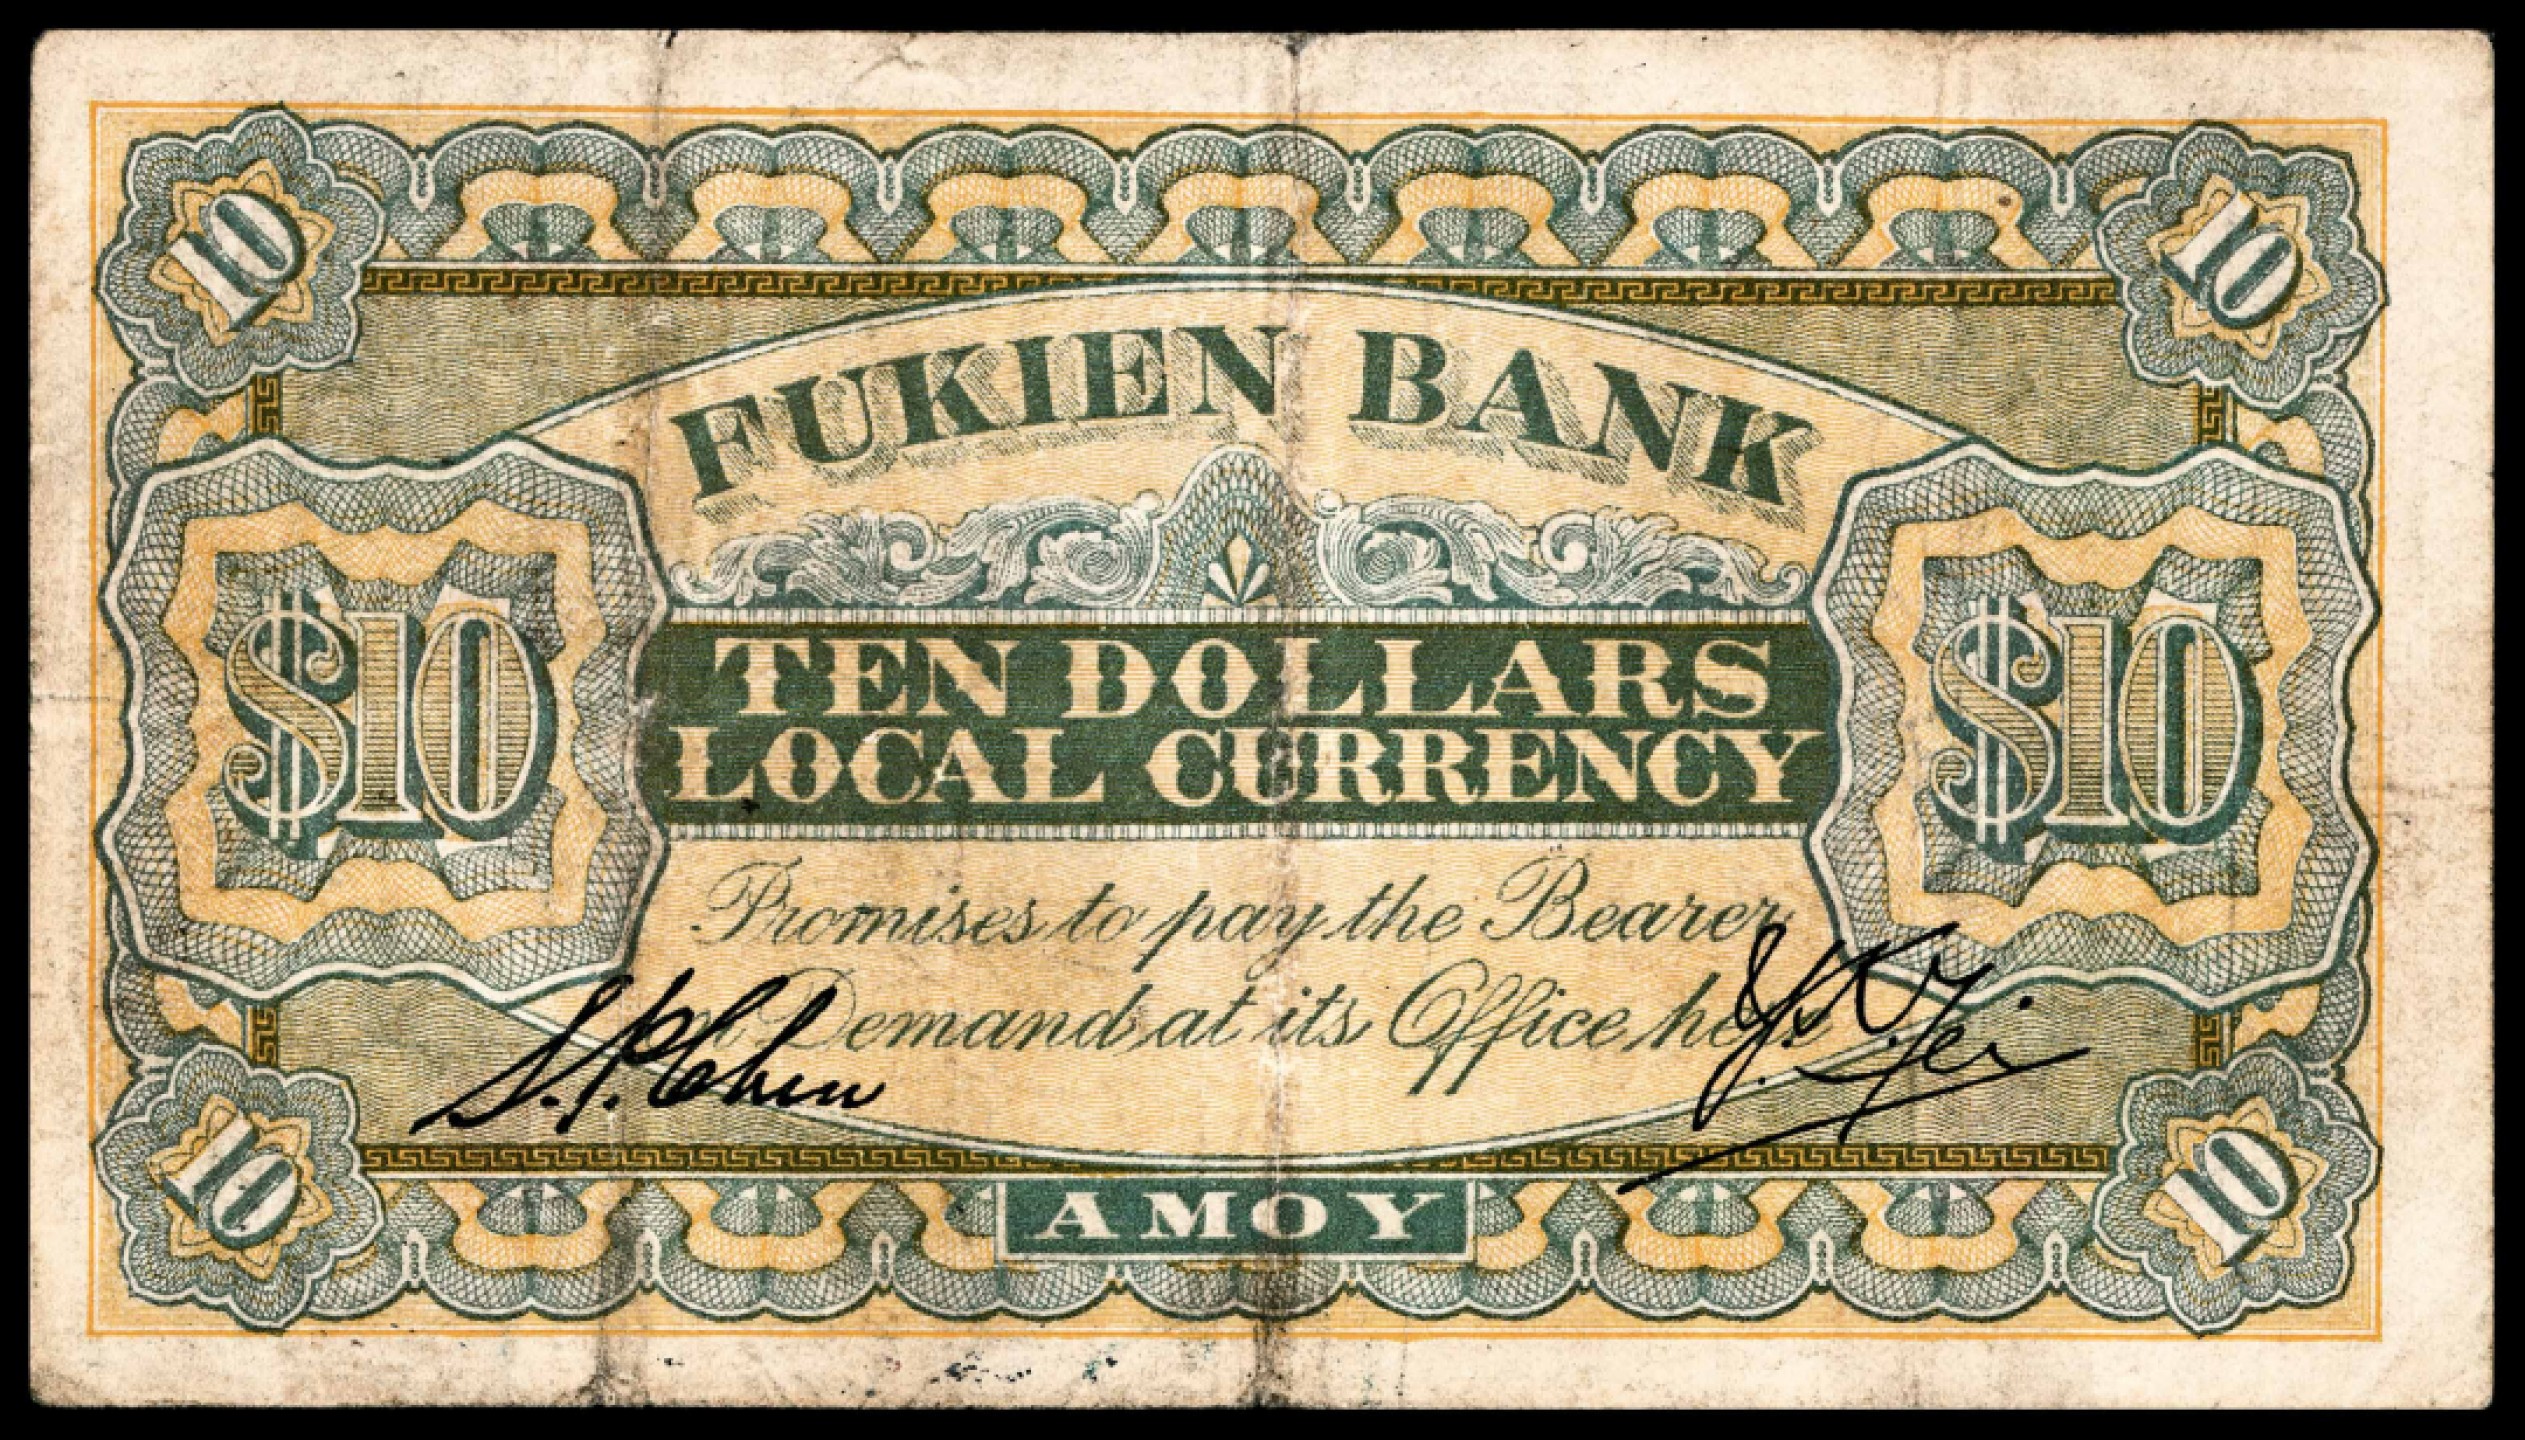 10 10
FUKIEN BANK
$10 $10
TEN DOLLARS
LOCAL CURRENCY
Promises to pay the Bearer
Demand at its Office here
10 10
AMOY